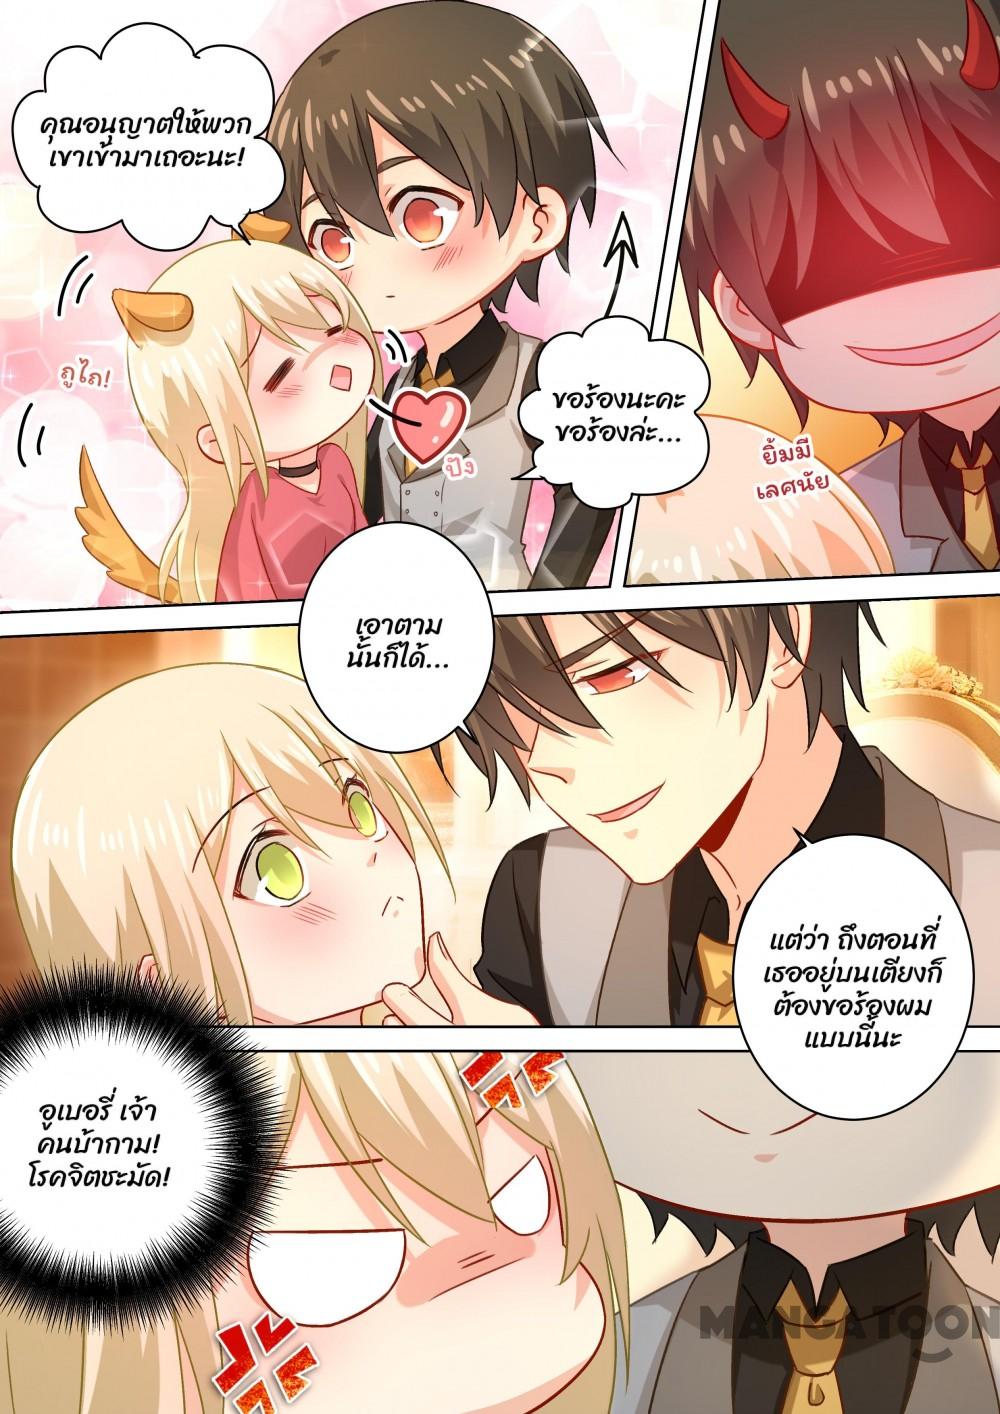 คุณอนุญาตให้พวก
เขาเข้ามาเถอะนะ!
ถูไถ!
ปัง
ขอร้องนะคะ
ขอร้องล่ะ...
ยิ้มมี
เลศนัย
เอาตาม
นั้นก็ได้...
แต่ว่า ถึงตอนที่
เธออยู่บนเตียงก็
ต้องขอร้องผม
แบบนี้นะ
อูเบอรี่ เจ้า
คนบ้ากาม!
โรคจิตชะมัด!
MANGATOON